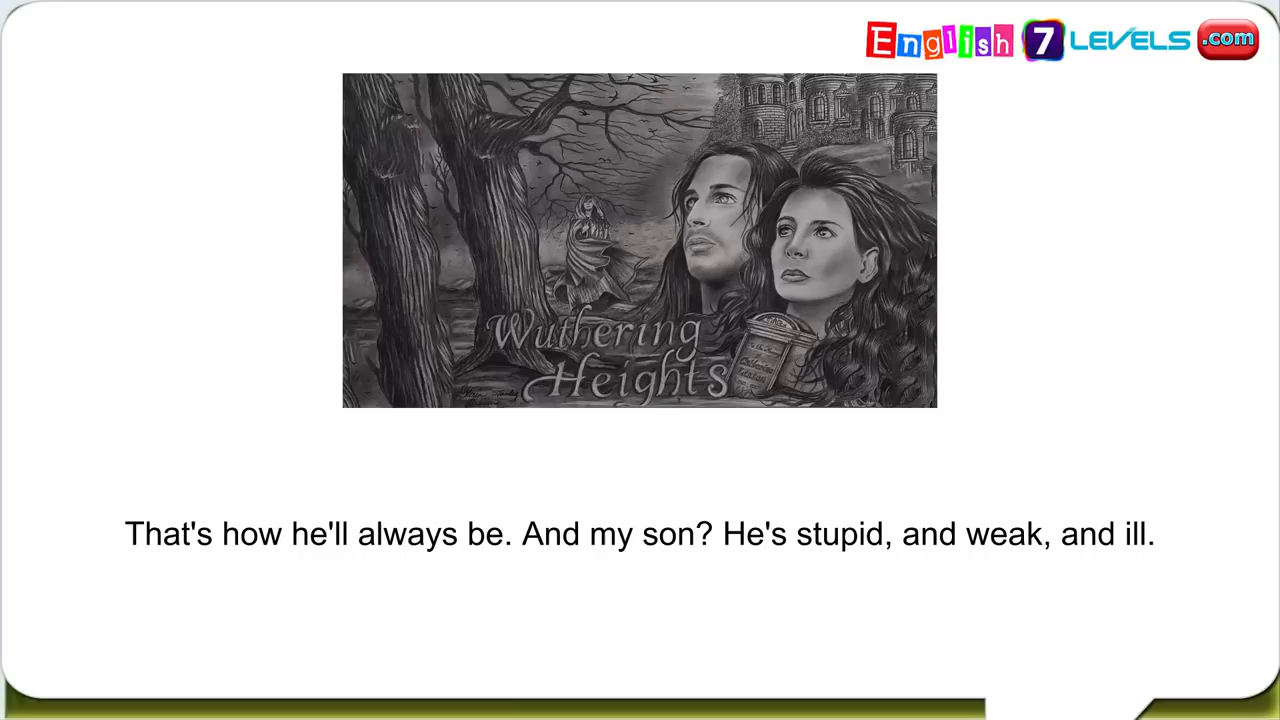 English 7 LEVELS .com
Wuthering
Heights
That's how he'll always be. And my son? He's stupid, and weak, and ill.